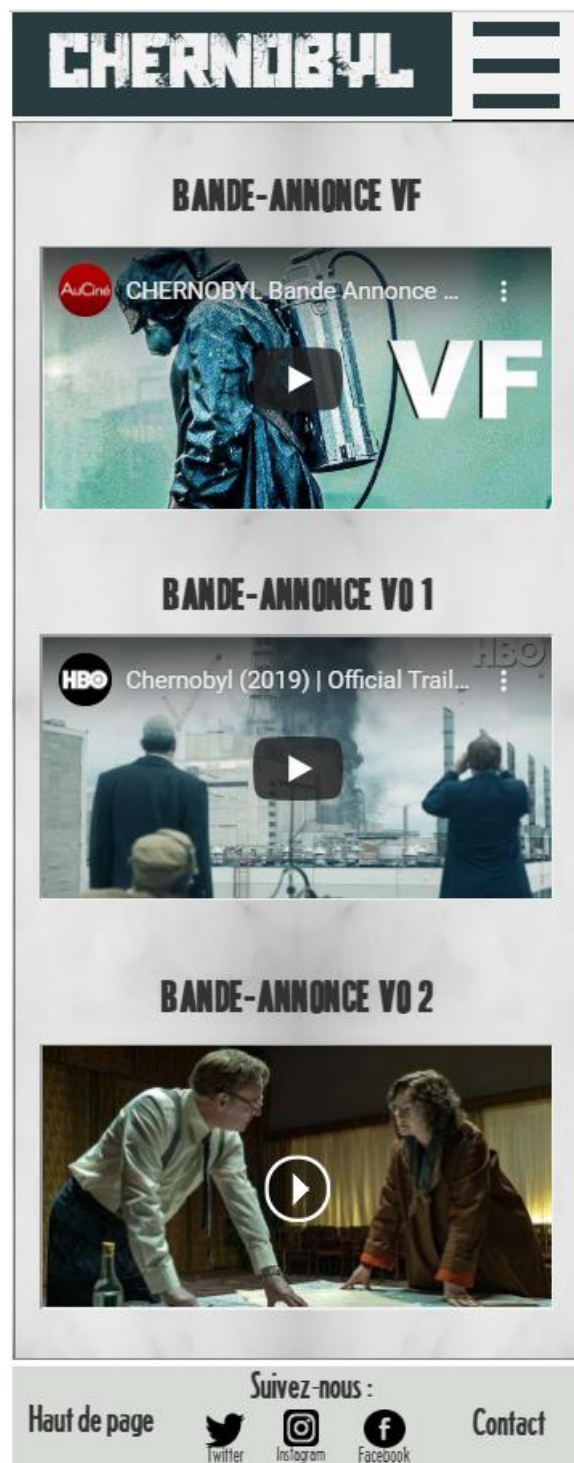 CHERNOBYL
BANDE-ANNONCE VF
AuCiné
CHERNOBYL Bande Annonce ...
VF
BANDE-ANNONCE VO 1
HBO
HBO
Chernobyl (2019) | Official Trail...
BANDE-ANNONCE VO 2
Suivez-nous :
Haut de page
Twitter
Instagram
Facebook
Contact